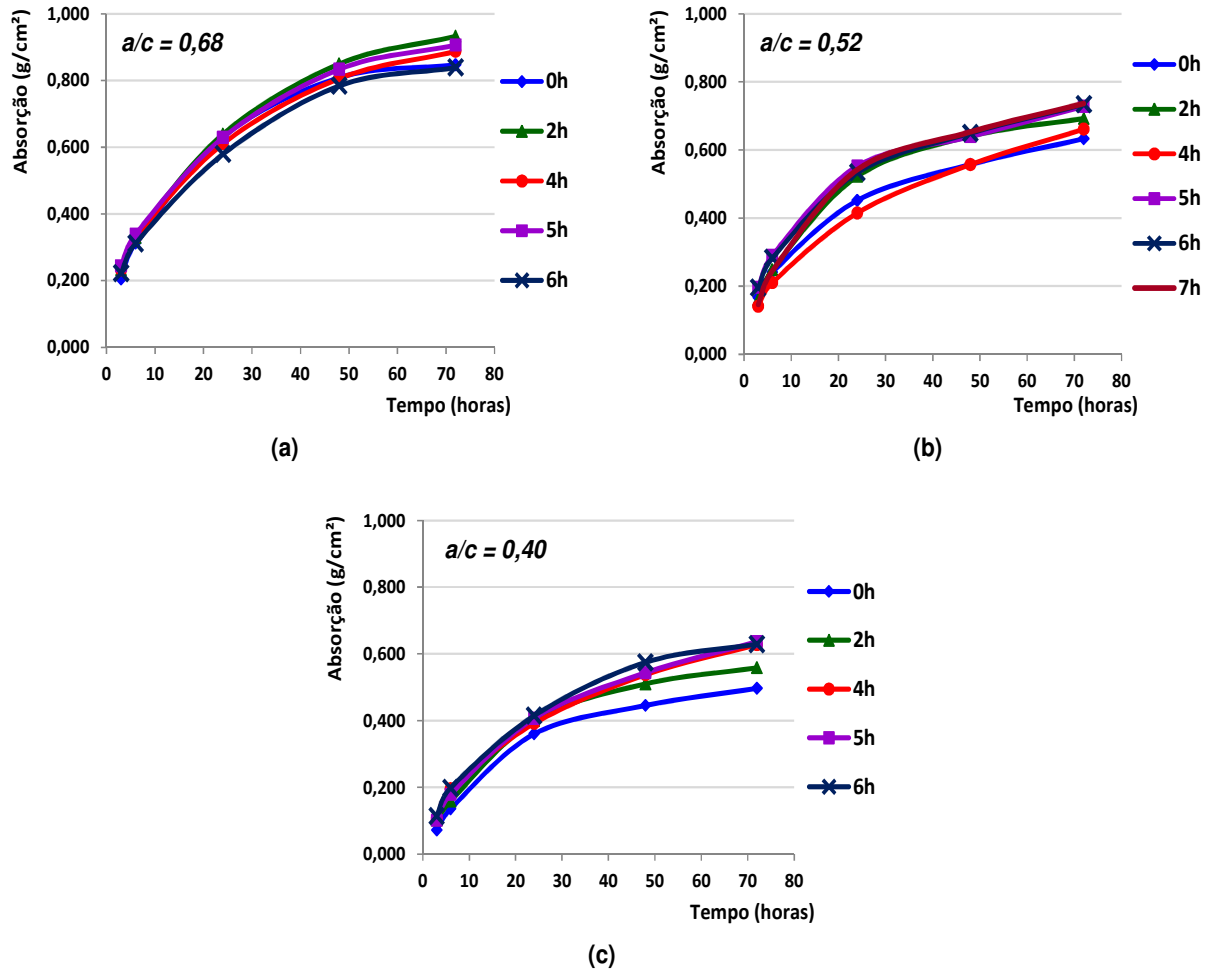 Absorção (g/cm²)
1,000
0,800
0,600
0,400
0,200
0,000
a/c = 0,68
0h
2h
4h
5h
6h
0 10 20 30 40 50 60 70 80
Tempo (horas)
(a)
Absorção (g/cm²)
1,000
0,800
0,600
0,400
0,200
0,000
a/c = 0,52
0h
2h
4h
5h
6h
7h
0 10 20 30 40 50 60 70 80
Tempo (horas)
(b)
Absorção (g/cm²)
1,000
0,800
0,600
0,400
0,200
0,000
a/c = 0,40
0h
2h
4h
5h
6h
0 10 20 30 40 50 60 70 80
Tempo (horas)
(c)